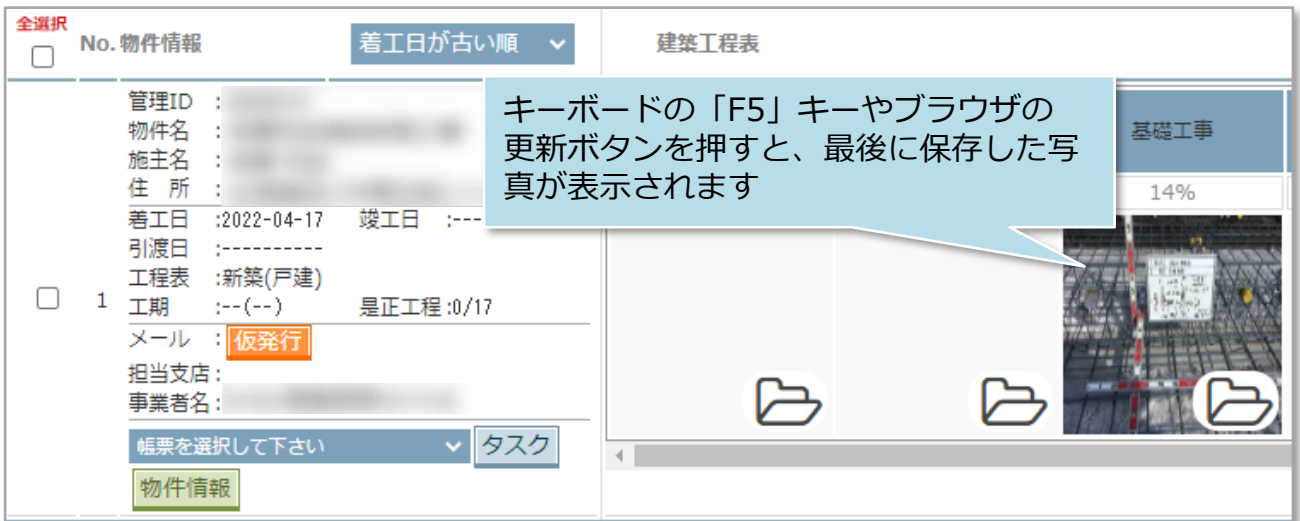 全選択
No. 物件情報
着工日が古い順
建築工程表
管理ID :
物件名 :
施主名 :
住 所 :
着工日 :2022-04-17 竣工日 :---
引渡日 :----------
工程表 :新築(戸建)
工期 :--(--) 是正工程:0/17
1
メール : 仮発行
担当支店:
事業者名:
帳票を選択して下さい
タスク
物件情報
キーボードの「F5」キーやブラウザの
更新ボタンを押すと、最後に保存した写
真が表示されます
基礎工事
14%